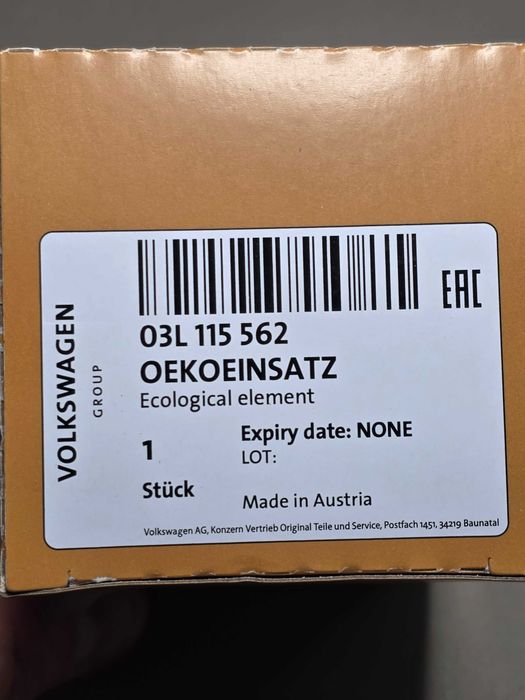 VOLKSWAGEN
GROUP
EAC
03L 115 562
OEKOEINSATZ
Ecological element
1
Expiry date: NONE
LOT:
Stück
Made in Austria
Volkswagen AG, Konzern Vertrieb Original Teile und Service, Postfach 1451, 34219 Baunatal